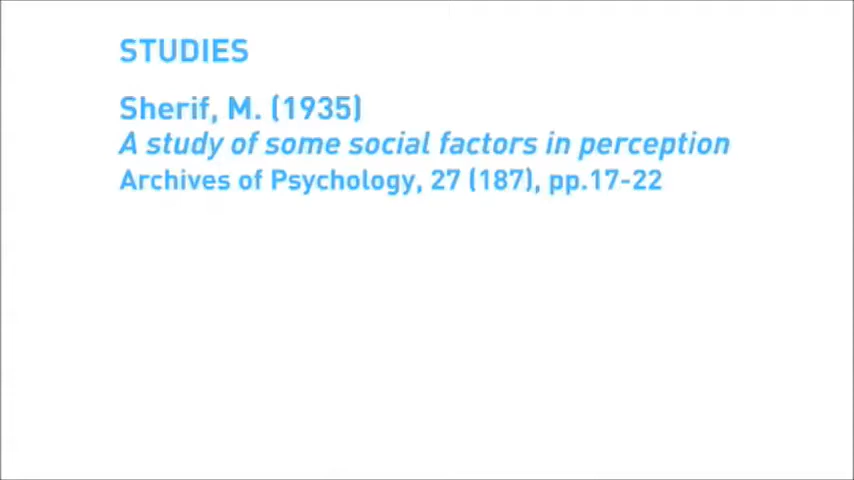 STUDIES
Sherif, M. (1935)
A study of some social factors in perception
Archives of Psychology, 27 (187), pp.17-22